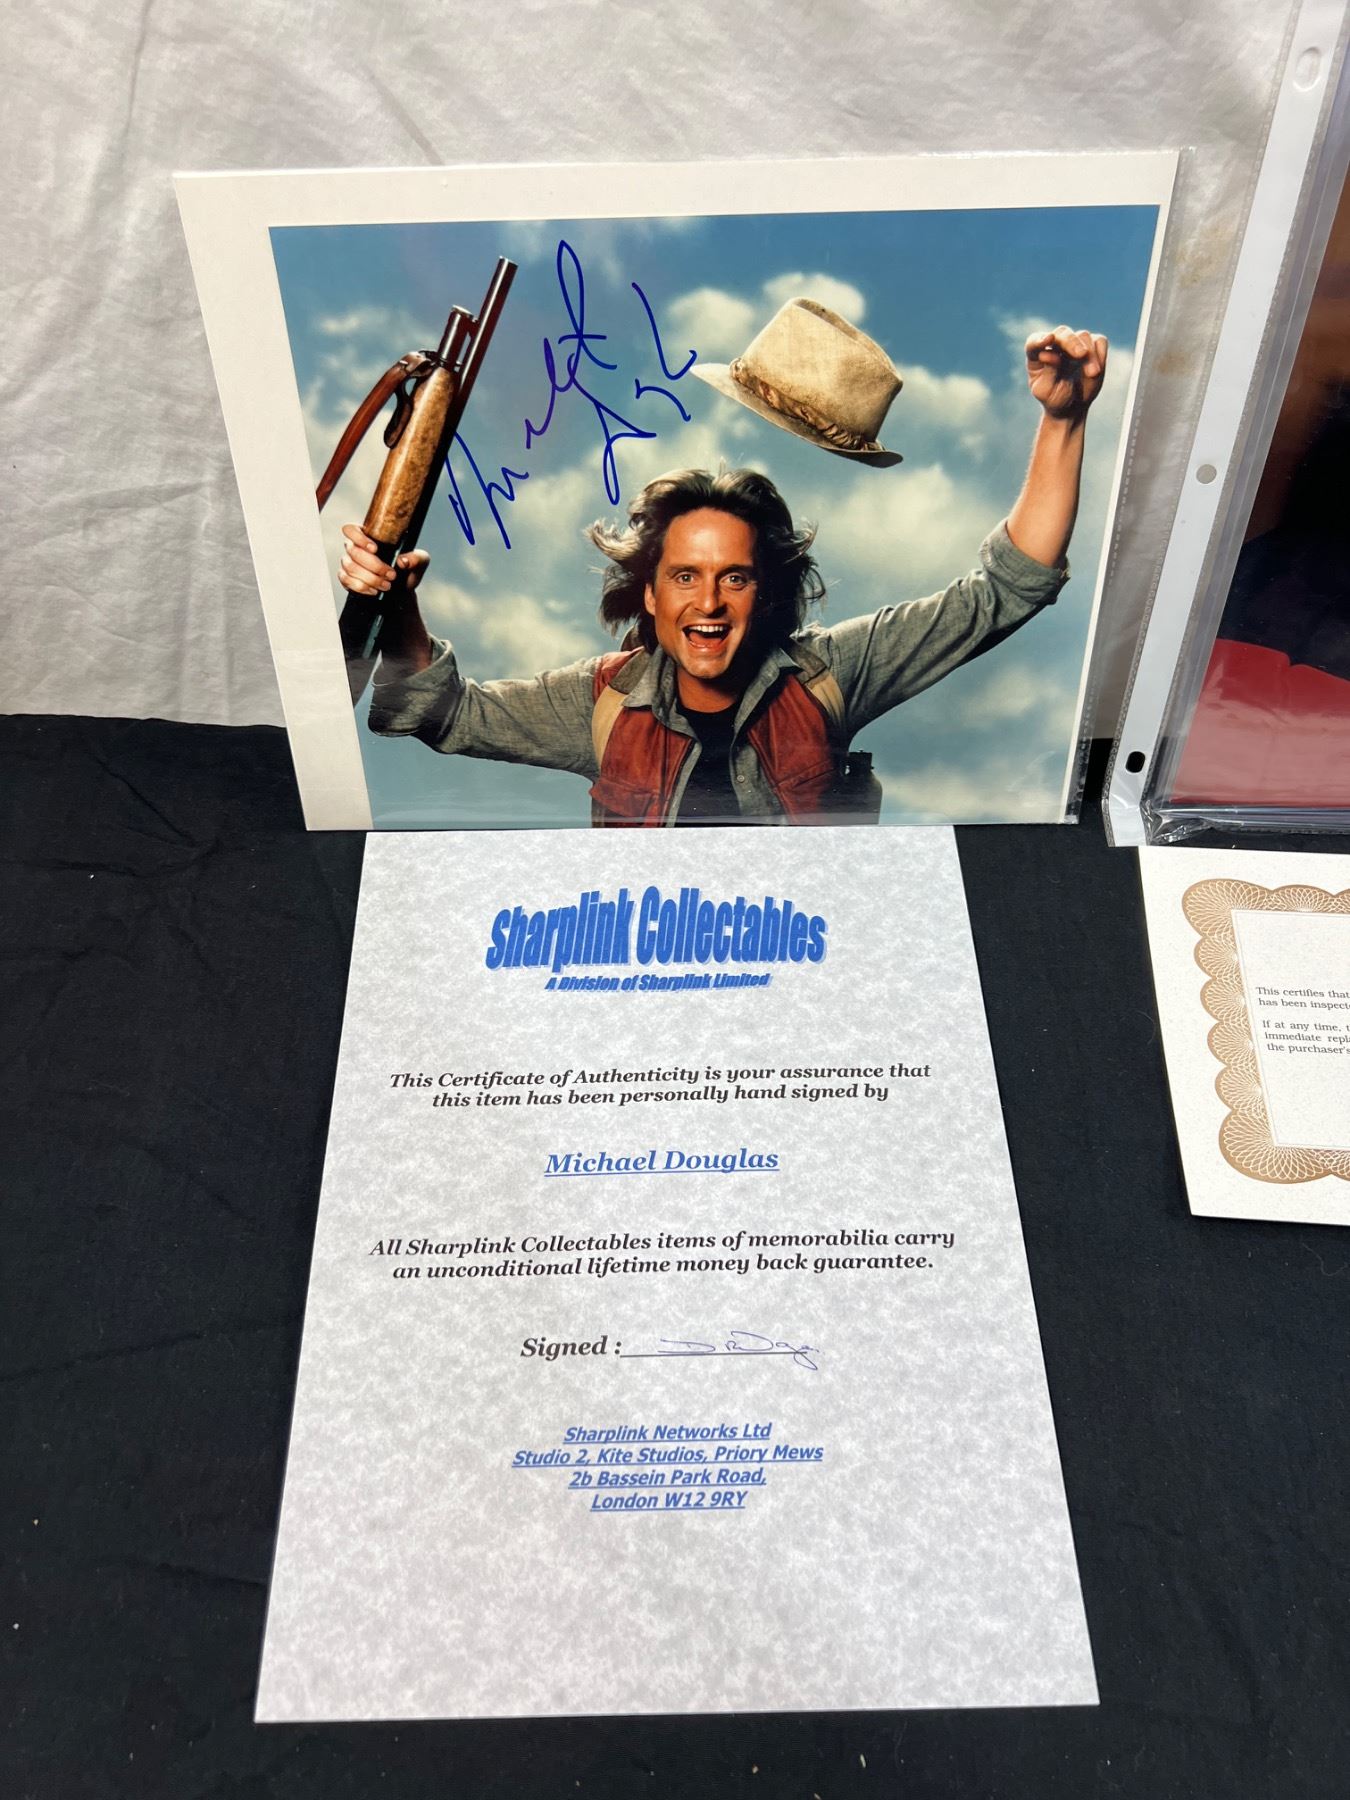 Sharplink Collectables
A Division of Sharplink Limited
This Certificate of Authenticity is your assurance that
this item has been personally hand signed by
Michael Douglas
All Sharplink Collectables items of memorabilia carry
an unconditional lifetime money back guarantee.
Signed :
Sharplink Networks Ltd
Studio 2, Kite Studios, Priory Mews
2b Bassein Park Road,
London W12 9RY
This certifies that
has been
If at any time,
immediate
the purchaser's